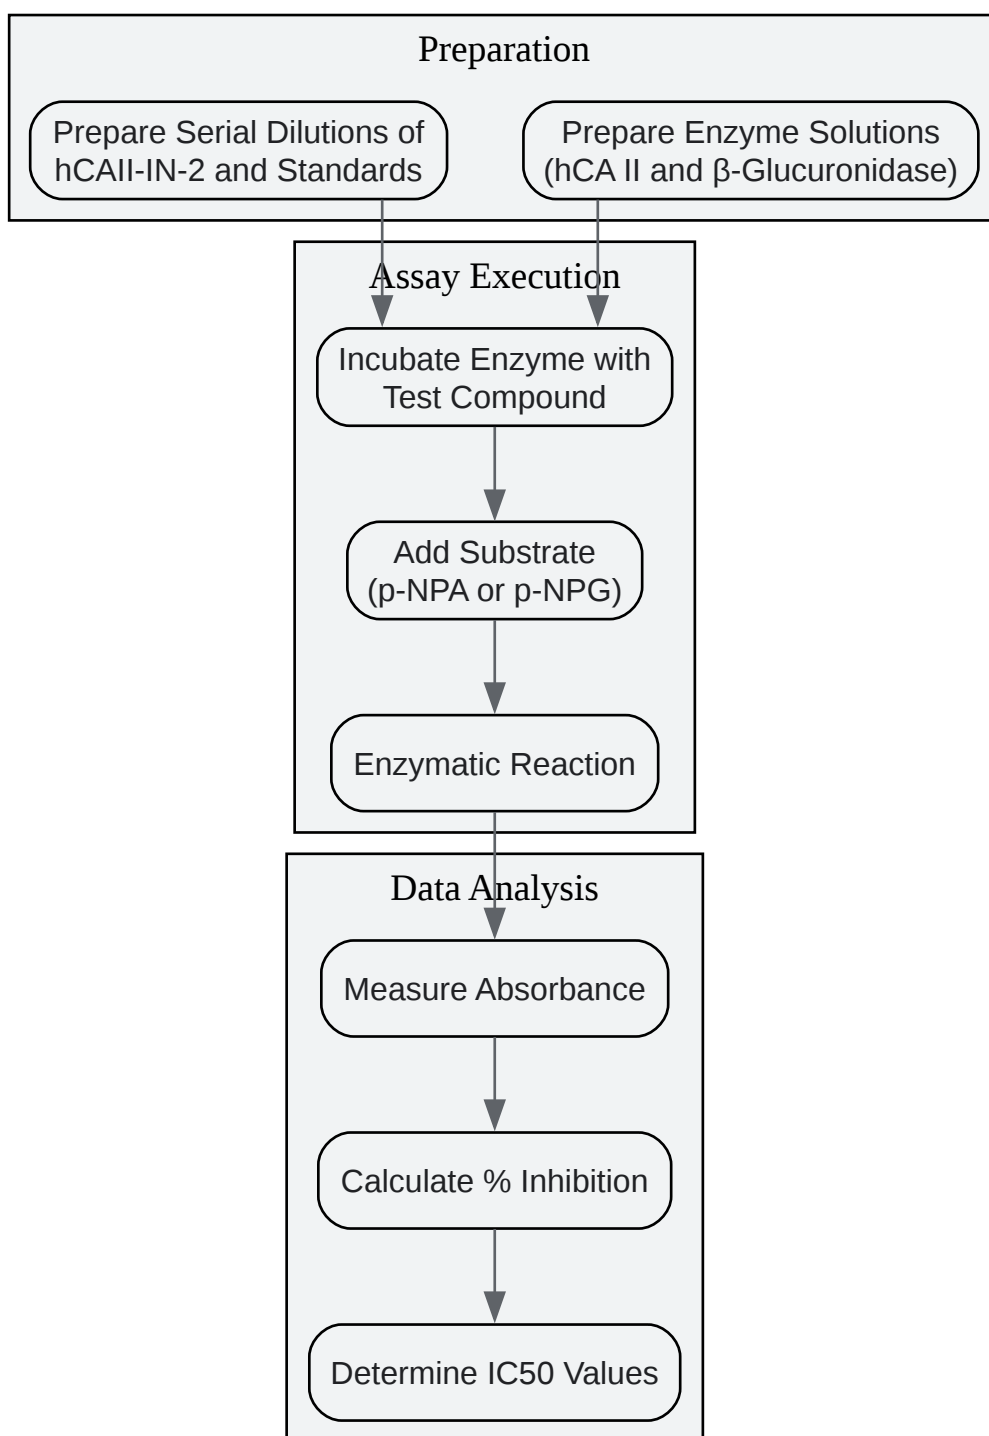 Preparation
Prepare Serial Dilutions of
hCAII-IN-2 and Standards
Prepare Enzyme Solutions
(hCA II and β-Glucuronidase)
Assay Execution
Incubate Enzyme with
Test Compound
Add Substrate
(p-NPA or p-NPG)
Enzymatic Reaction
Data Analysis
Measure Absorbance
Calculate % Inhibition
Determine IC50 Values